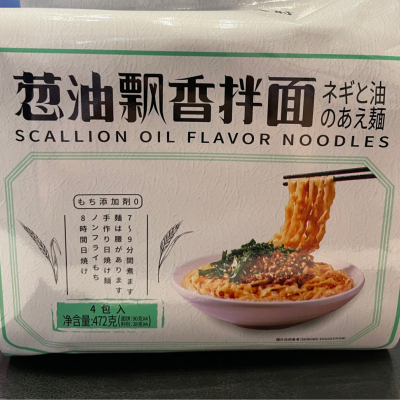 葱油飘香拌面
ネギと油
のあえ麺
SCALLION OIL FLAVOR NOODLES
もち添加剤0
7～9分間煮ます
麺は腰があります
手作り日焼け麺
ノンフライもち
8時間日焼け
4包入
净含量:472克